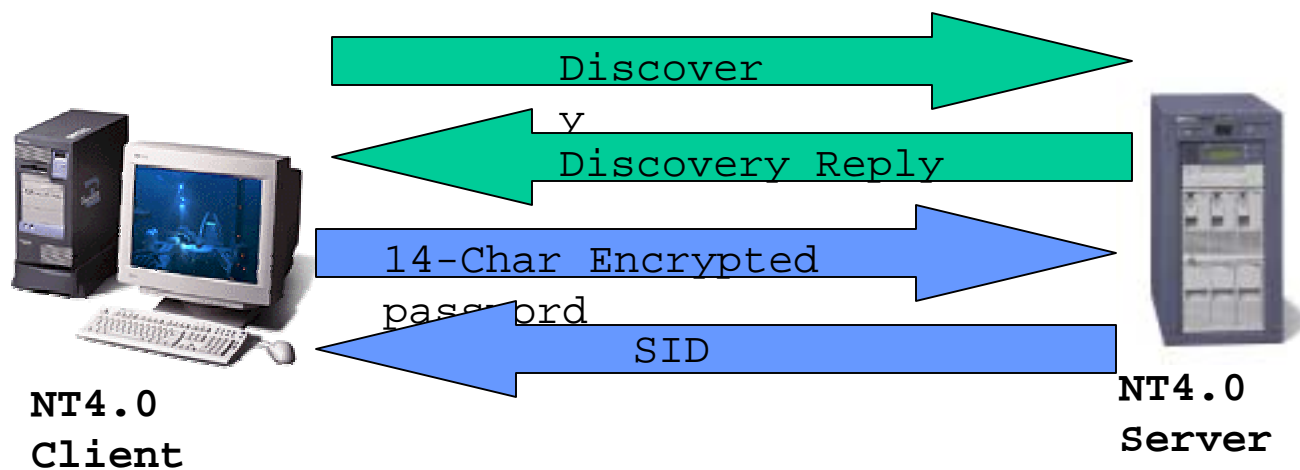 Discover
y
Discovery Reply
14-Char Encrypted
password
SID
NT4.0
Client
NT4.0
Server